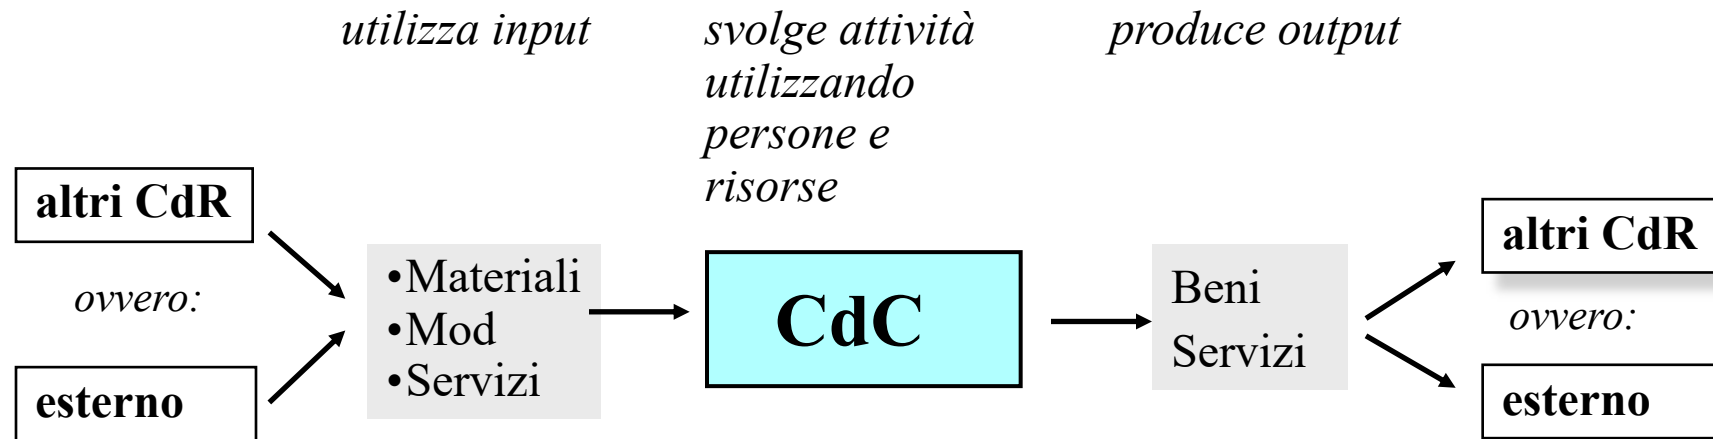 utilizza input
svolge attività
utilizzando
persone e
risorse
produce output
altri CdR
ovvero:
esterno
•Materiali
•Mod
•Servizi
CdC
Beni
Servizi
altri CdR
ovvero:
esterno